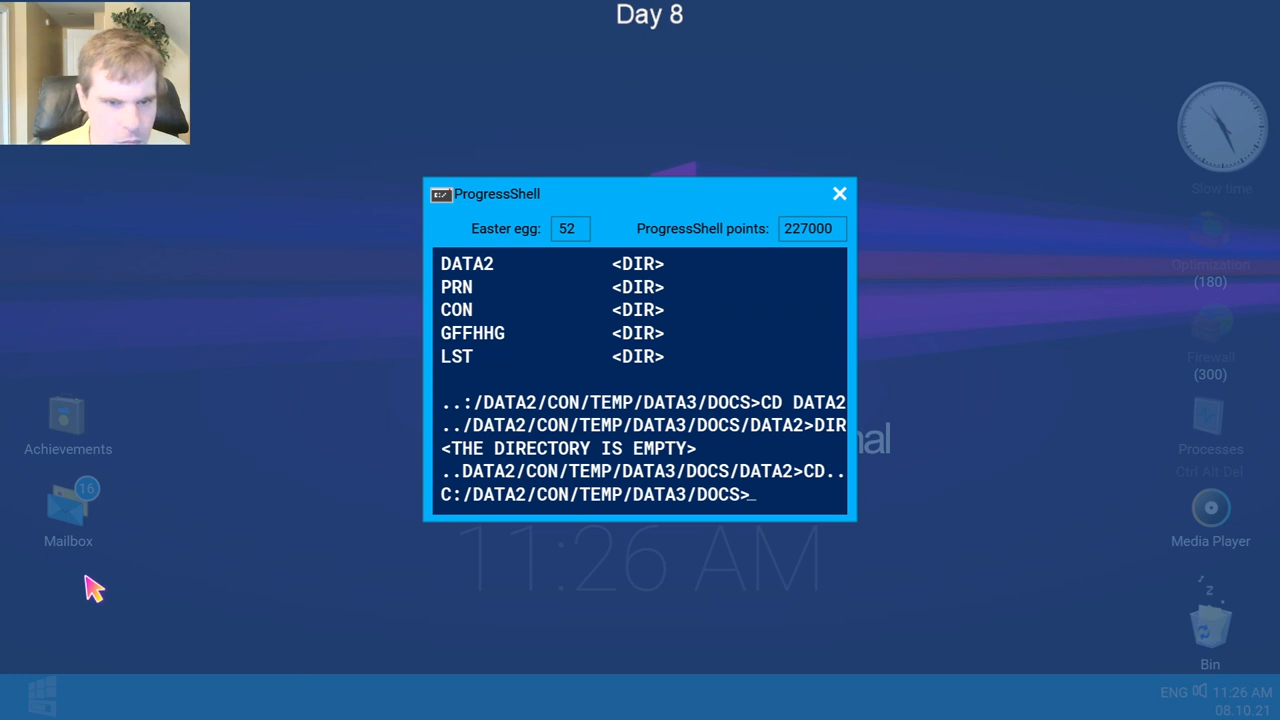 Day 8
ProgressShell
Easter egg: 52 ProgressShell points: 227000
DATA2 <DIR>
PRN <DIR>
CON <DIR>
GFFHHG <DIR>
LST <DIR>
..:/DATA2/CON/TEMP/DATA3/DOCS>CD DATA2
../DATA2/CON/TEMP/DATA3/DOCS/DATA2>DIR
<THE DIRECTORY IS EMPTY>
..DATA2/CON/TEMP/DATA3/DOCS/DATA2>CD..
C:/DATA2/CON/TEMP/DATA3/DOCS>_
Achievements
16
Mailbox
nal
11:26 AM
Slow time
Optimization
(180)
Firewall
(300)
Processes
Ctrl Alt Del
Media Player
z
z
Bin
ENG 11:26 AM
08.10.21